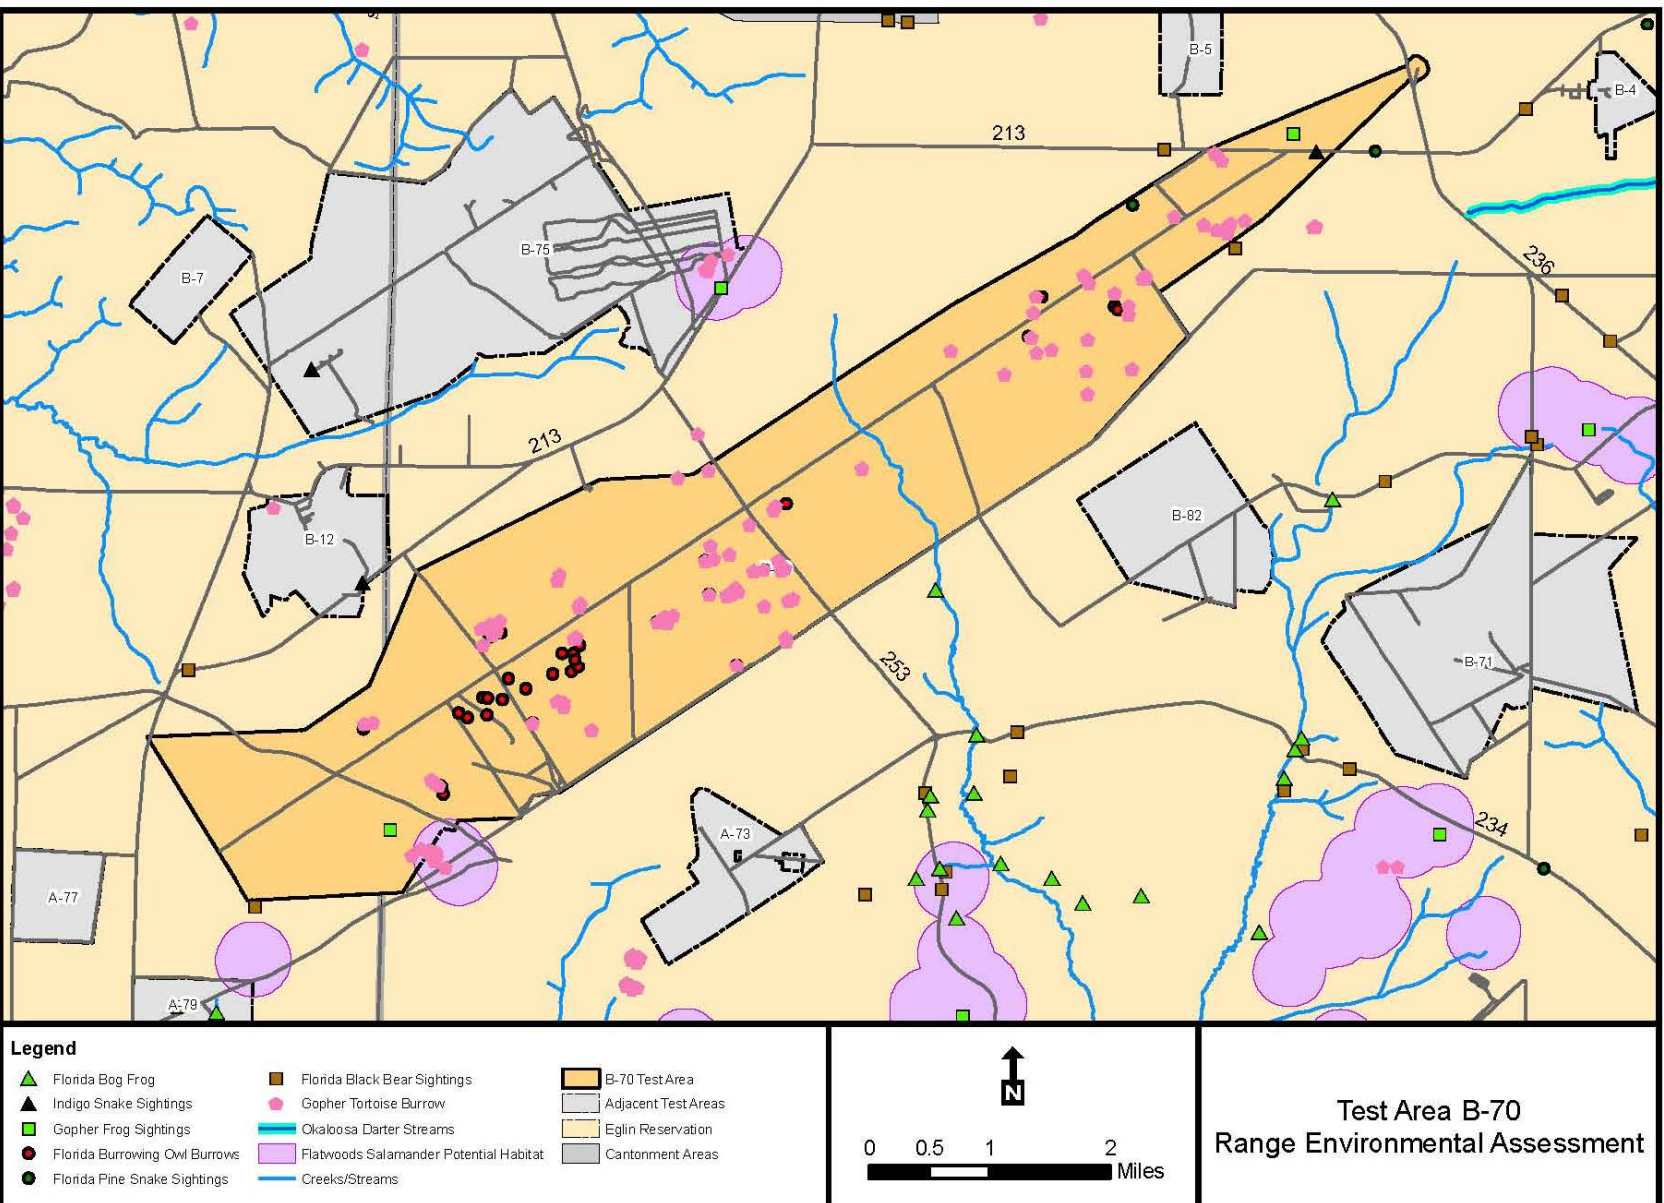 B-5
B-4
213
B-75
B-7
236
213
B-82
B-12
253
B-71
A-73
234
A-77
A-79
Legend
Florida Bog Frog
Indigo Snake Sightings
Gopher Frog Sightings
Florida Burrowing Owl Burrows
Florida Pine Snake Sightings
Florida Black Bear Sightings
Gopher Tortoise Burrow
Okaloosa Darter Streams
Flatwoods Salamander Potential Habitat
Creeks/Streams
B-70 Test Area
Adjacent Test Areas
Eglin Reservation
Cantonment Areas
N
0 0.5 1 2
Miles
Test Area B-70
Range Environmental Assessment